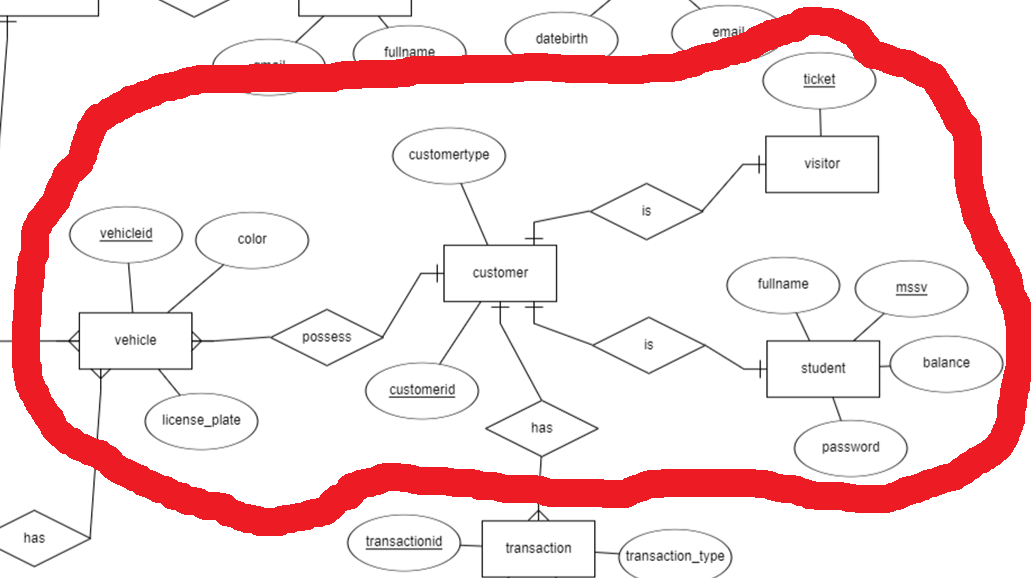 fullname
datebirth
email
ticket
customertype
visitor
is
vehicleid
color
customer
fullname
mssv
vehicle
possess
is
student
balance
customerid
license_plate
has
password
has
transactionid
transaction
transaction_type